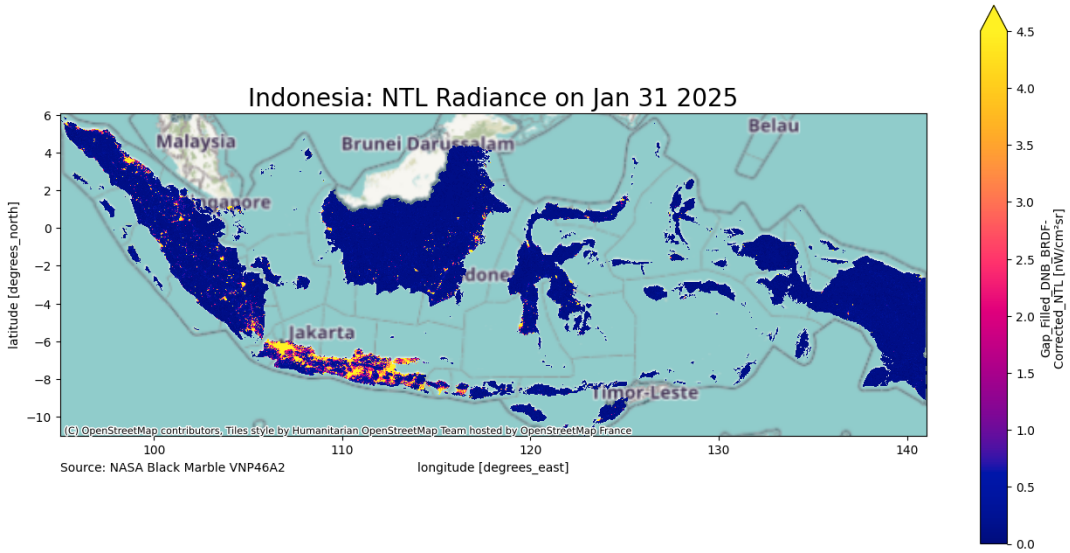 Indonesia: NTL Radiance on Jan 31 2025
6
4
2
0
−2
−4
−6
−8
−10
latitude [degrees_north]
Malaysia
Brunei Darussalam
Belau
Jakarta
Timor-Leste
(C) OpenStreetMap contributors, Tiles style by Humanitarian OpenStreetMap Team hosted by OpenStreetMap France
100
110
120
130
140
Source: NASA Black Marble VNP46A2
longitude [degrees_east]
4.5
4.0
3.5
3.0
2.5
2.0
1.5
1.0
0.5
0.0
Gap_Filled_DNB_BRDF-
Corrected_NTL [nW/cm²sr]